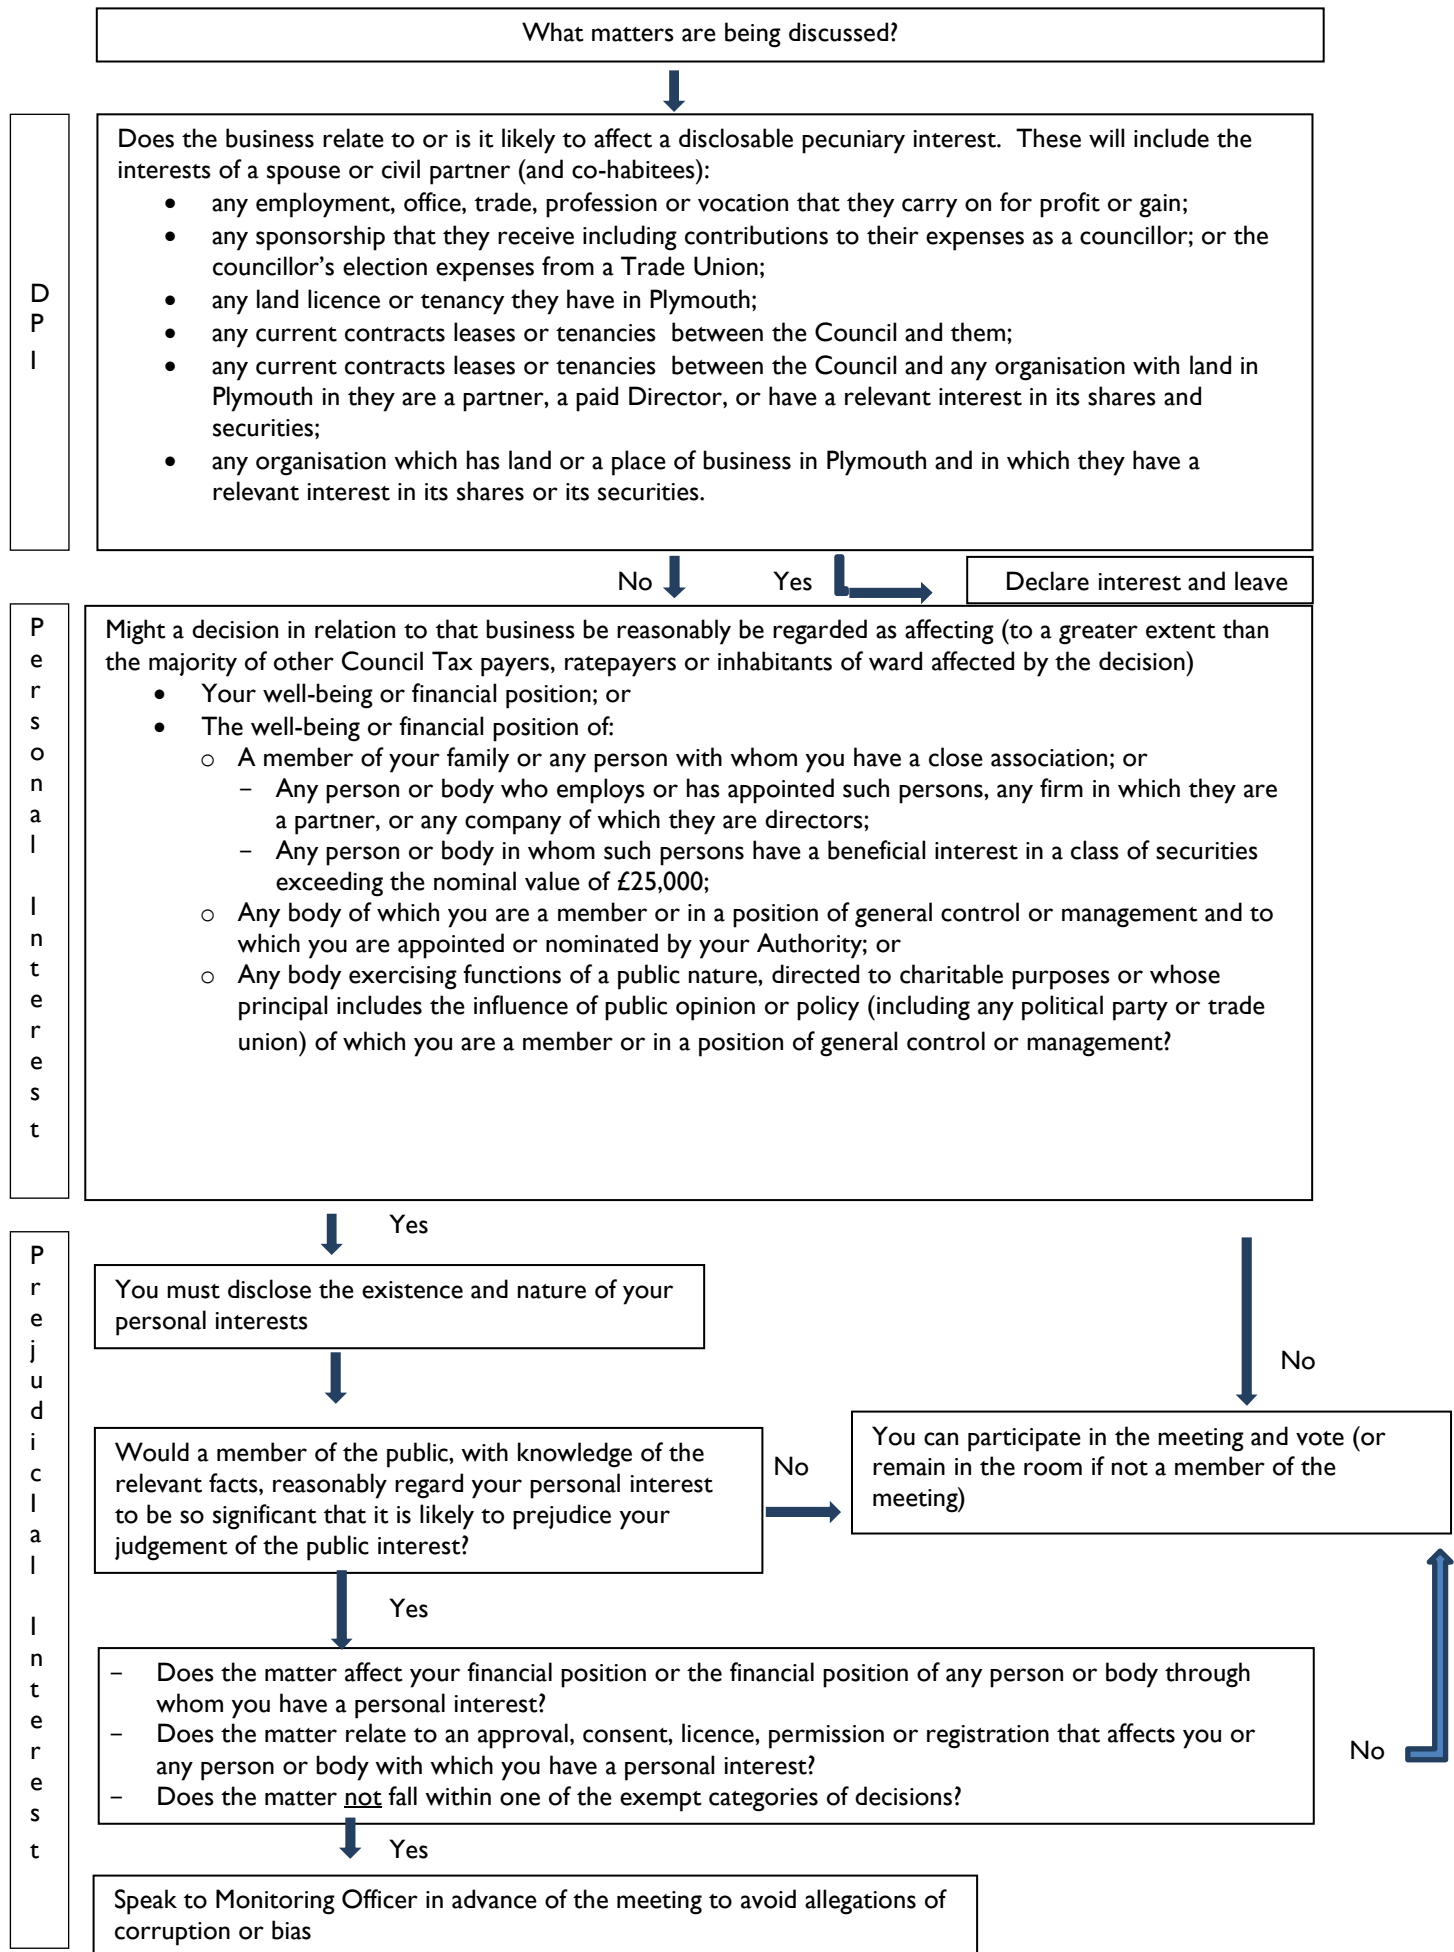 What matters are being discussed?
D
P
I
Does the business relate to or is it likely to affect a disclosable pecuniary interest.  These will include the
interests of a spouse or civil partner (and co-habitees):
• any employment, office, trade, profession or vocation that they carry on for profit or gain;
• any sponsorship that they receive including contributions to their expenses as a councillor; or the
councillor’s election expenses from a Trade Union;
• any land licence or tenancy they have in Plymouth;
• any current contracts leases or tenancies  between the Council and them;
• any current contracts leases or tenancies  between the Council and any organisation with land in
Plymouth in they are a partner, a paid Director, or have a relevant interest in its shares and
securities;
• any organisation which has land or a place of business in Plymouth and in which they have a
relevant interest in its shares or its securities.
No
Yes
Declare interest and leave
P
e
r
s
o
n
a
l
I
n
t
e
r
e
s
t
Might a decision in relation to that business be reasonably be regarded as affecting (to a greater extent than
the majority of other Council Tax payers, ratepayers or inhabitants of ward affected by the decision)
• Your well-being or financial position; or
• The well-being or financial position of:
o A member of your family or any person with whom you have a close association; or
– Any person or body who employs or has appointed such persons, any firm in which they are
a partner, or any company of which they are directors;
– Any person or body in whom such persons have a beneficial interest in a class of securities
exceeding the nominal value of £25,000;
o Any body of which you are a member or in a position of general control or management and to
which you are appointed or nominated by your Authority; or
o Any body exercising functions of a public nature, directed to charitable purposes or whose
principal includes the influence of public opinion or policy (including any political party or trade
union) of which you are a member or in a position of general control or management?
P
r
e
j
u
d
i
c
I
a
l
I
n
t
e
r
e
s
t
Yes
You must disclose the existence and nature of your
personal interests
No
Would a member of the public, with knowledge of the
relevant facts, reasonably regard your personal interest
to be so significant that it is likely to prejudice your
judgement of the public interest?
No
You can participate in the meeting and vote (or
remain in the room if not a member of the
meeting)
Yes
– Does the matter affect your financial position or the financial position of any person or body through
whom you have a personal interest?
– Does the matter relate to an approval, consent, licence, permission or registration that affects you or
any person or body with which you have a personal interest?
– Does the matter not fall within one of the exempt categories of decisions?
No
Yes
Speak to Monitoring Officer in advance of the meeting to avoid allegations of
corruption or bias